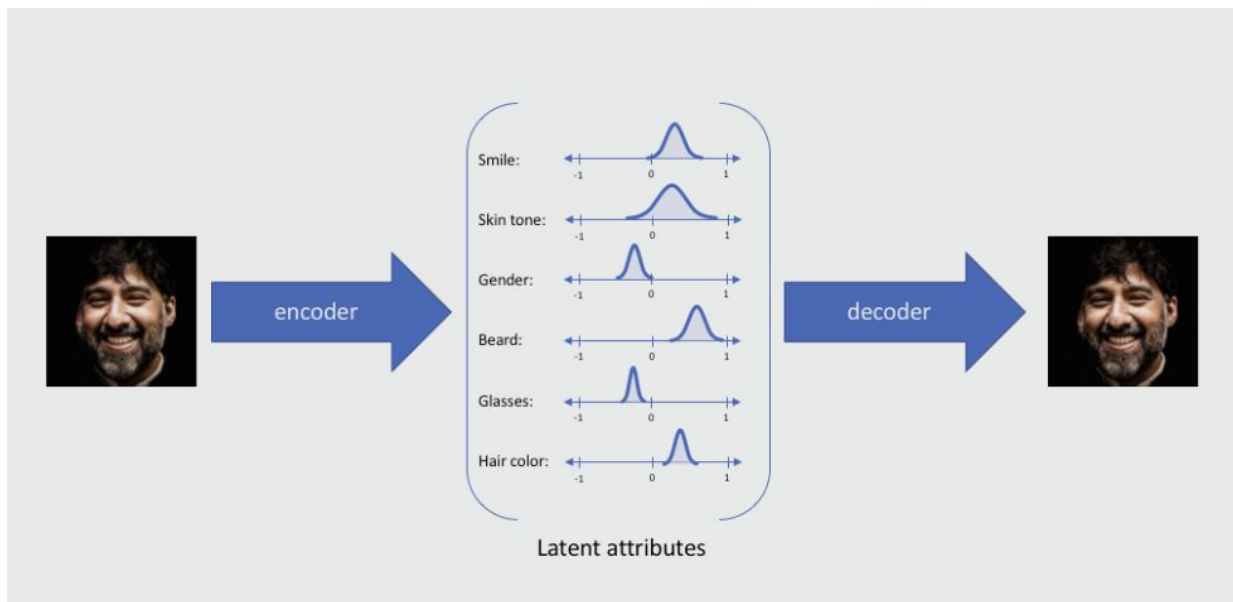 Smile:
-1 0 1
Skin tone:
-1 0 1
Gender:
-1 0 1
encoder
decoder
Beard:
-1 0 1
Glasses:
-1 0 1
Hair color:
-1 0 1
Latent attributes